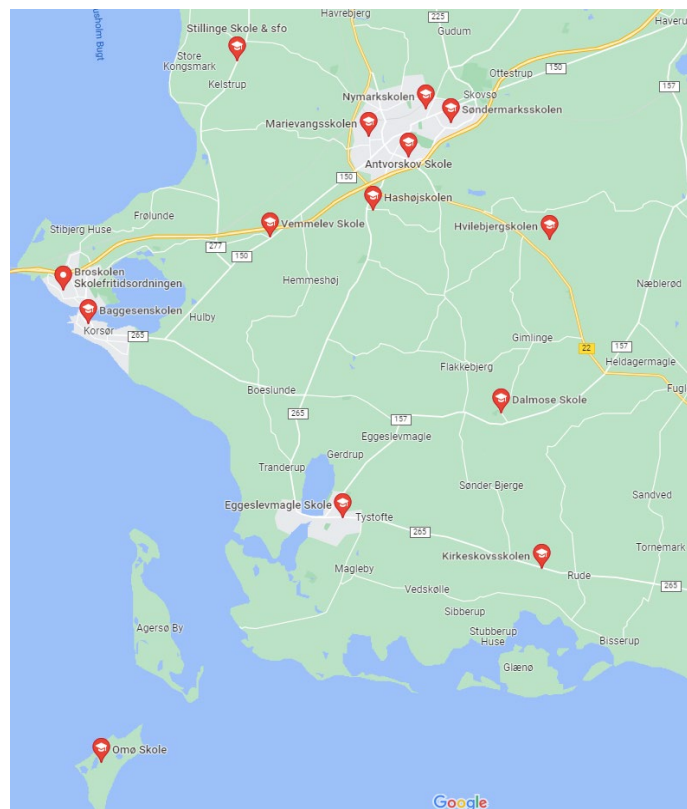 usholm Bugt
Havrebjerg
225
Gudum
Haveru
Stillinge Skole & sfo
Store
Kongsmark
Kelstrup
Ottestrup
150
157
Nymarkskolen
Skovsø
Søndermarksskolen
Marievangsskolen
Antvorskov Skole
150
Hashøjskolen
Frølunde
Vemmelev Skole
Hvilebjergskolen
Stibjerg Huse
277
150
Broskolen
Skolefritidsordningen
Hemmeshøj
Næblerød
Baggesenskolen
Hulby
Korsør
265
Gimlinge
22
157
Heldagermagle
Flakkebjerg
Fugl
Boeslunde
Dalmose Skole
265
157
Eggeslevmagle
Gerdrup
Tranderup
Sønder Bjerge
Sandved
Eggeslevmagle Skole
Tystofte
265
Tornemark
Kirkeskovsskolen
Magleby
Rude
265
Vedskølle
Sibberup
Agersø By
Stubberup
Huse
Bisserup
Glænø
Omø Skole
Google